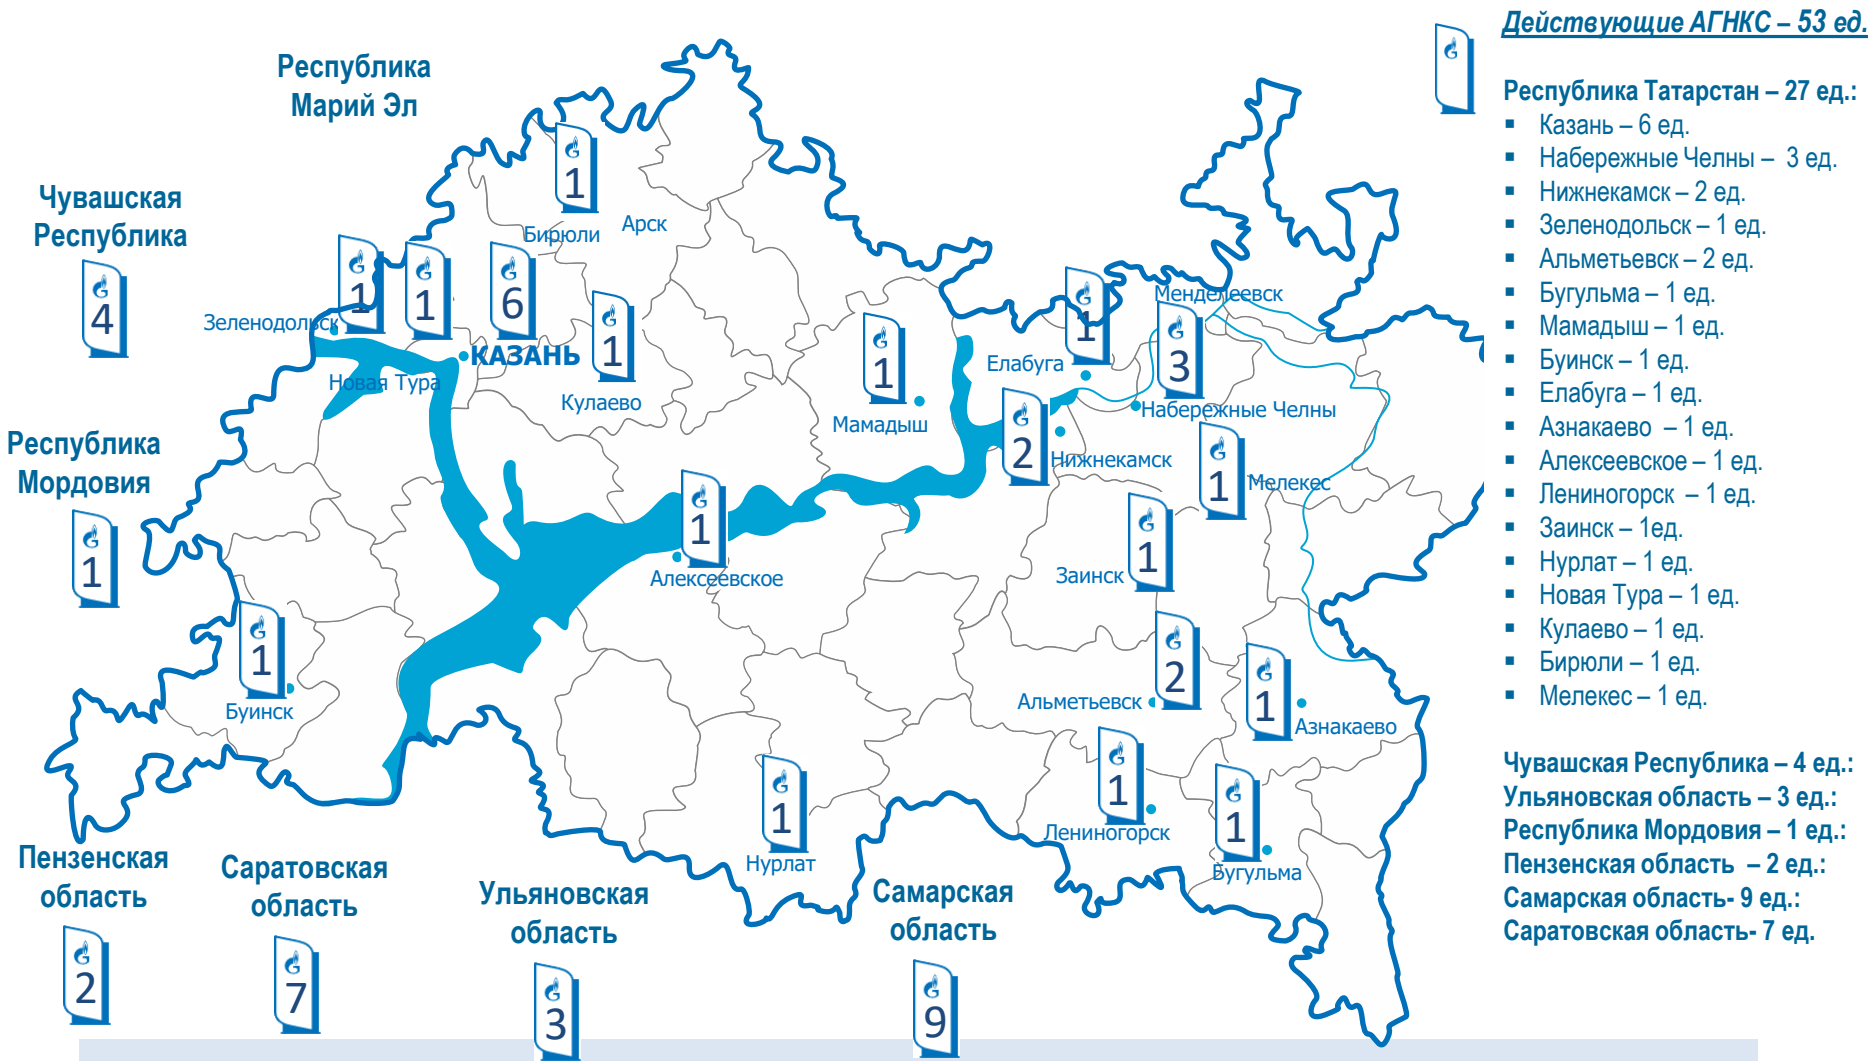 Действующие АГНКС – 53 ед.
Республика Татарстан – 27 ед.:
Казань – 6 ед.
Набережные Челны – 3 ед.
Нижнекамск – 2 ед.
Зеленодольск – 1 ед.
Альметьевск – 2 ед.
Бугульма – 1 ед.
Мамадыш – 1 ед.
Буинск – 1 ед.
Елабуга – 1 ед.
Азнакаево – 1 ед.
Алексеевское – 1 ед.
Лениногорск – 1 ед.
Заинск – 1ед.
Нурлат – 1 ед.
Новая Тура – 1 ед.
Кулаево – 1 ед.
Бирюли – 1 ед.
Мелекес – 1 ед.
Чувашская Республика – 4 ед.:
Ульяновская область – 3 ед.:
Республика Мордовия – 1 ед.:
Пензенская область – 2 ед.:
Самарская область- 9 ед.:
Саратовская область- 7 ед.
Республика
Марий Эл
Чувашская
Республика
4
Республика
Мордовия
1
Пензенская
область
2
Саратовская
область
7
Ульяновская
область
3
Самарская
область
9
1
Бирюли
Арск
1
Зеленодольск
1
Новая Тура
6
КАЗАНЬ
1
Кулаево
1
Мамадыш
1
Елабуга
Менделеевск
3
Набережные Челны
2
Нижнекамск
1
Мелекес
1
Алексеевское
1
Заинск
1
Буинск
2
Альметьевск
1
Азнакаево
1
Лениногорск
1
Бугульма
1
Нурлат